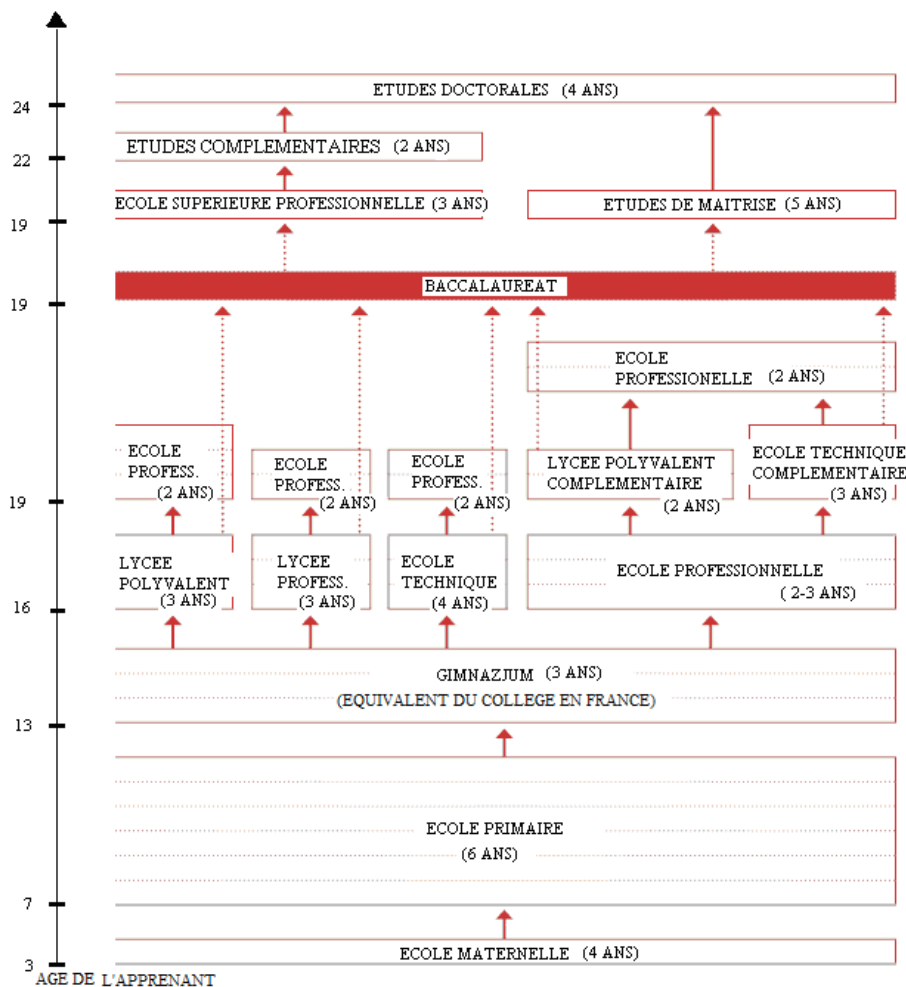 ETUDES DOCTORALES (4 ANS)
24
ETUDES COMPLEMENTAIRES (2 ANS)
22
ECOLE SUPERIEURE PROFESSIONNELLE (3 ANS)
ETUDES DE MAITRISE (5 ANS)
19
BACCALAUREAT
19
ECOLE
PROFESSIONELLE (2 ANS)
ECOLE
PROFESS.
(2 ANS)
ECOLE
PROFESS.
(2 ANS)
ECOLE
PROFESS.
(2 ANS)
LYCEE POLYVALENT
COMPLEMENTAIRE
(2 ANS)
ECOLE TECHNIQUE
COMPLEMENTAIRE
(3 ANS)
19
LYCEE
POLYVALENT
(3 ANS)
LYCEE
PROFESS.
(3 ANS)
ECOLE
TECHNIQUE
(4 ANS)
ECOLE PROFESSIONNELLE
( 2-3 ANS)
16
GIMNAZJUM (3 ANS)
(EQUIVALENT DU COLLEGE EN FRANCE)
13
ECOLE PRIMAIRE
(6 ANS)
7
ECOLE MATERNELLE (4 ANS)
3
AGE DE L'APPRENANT